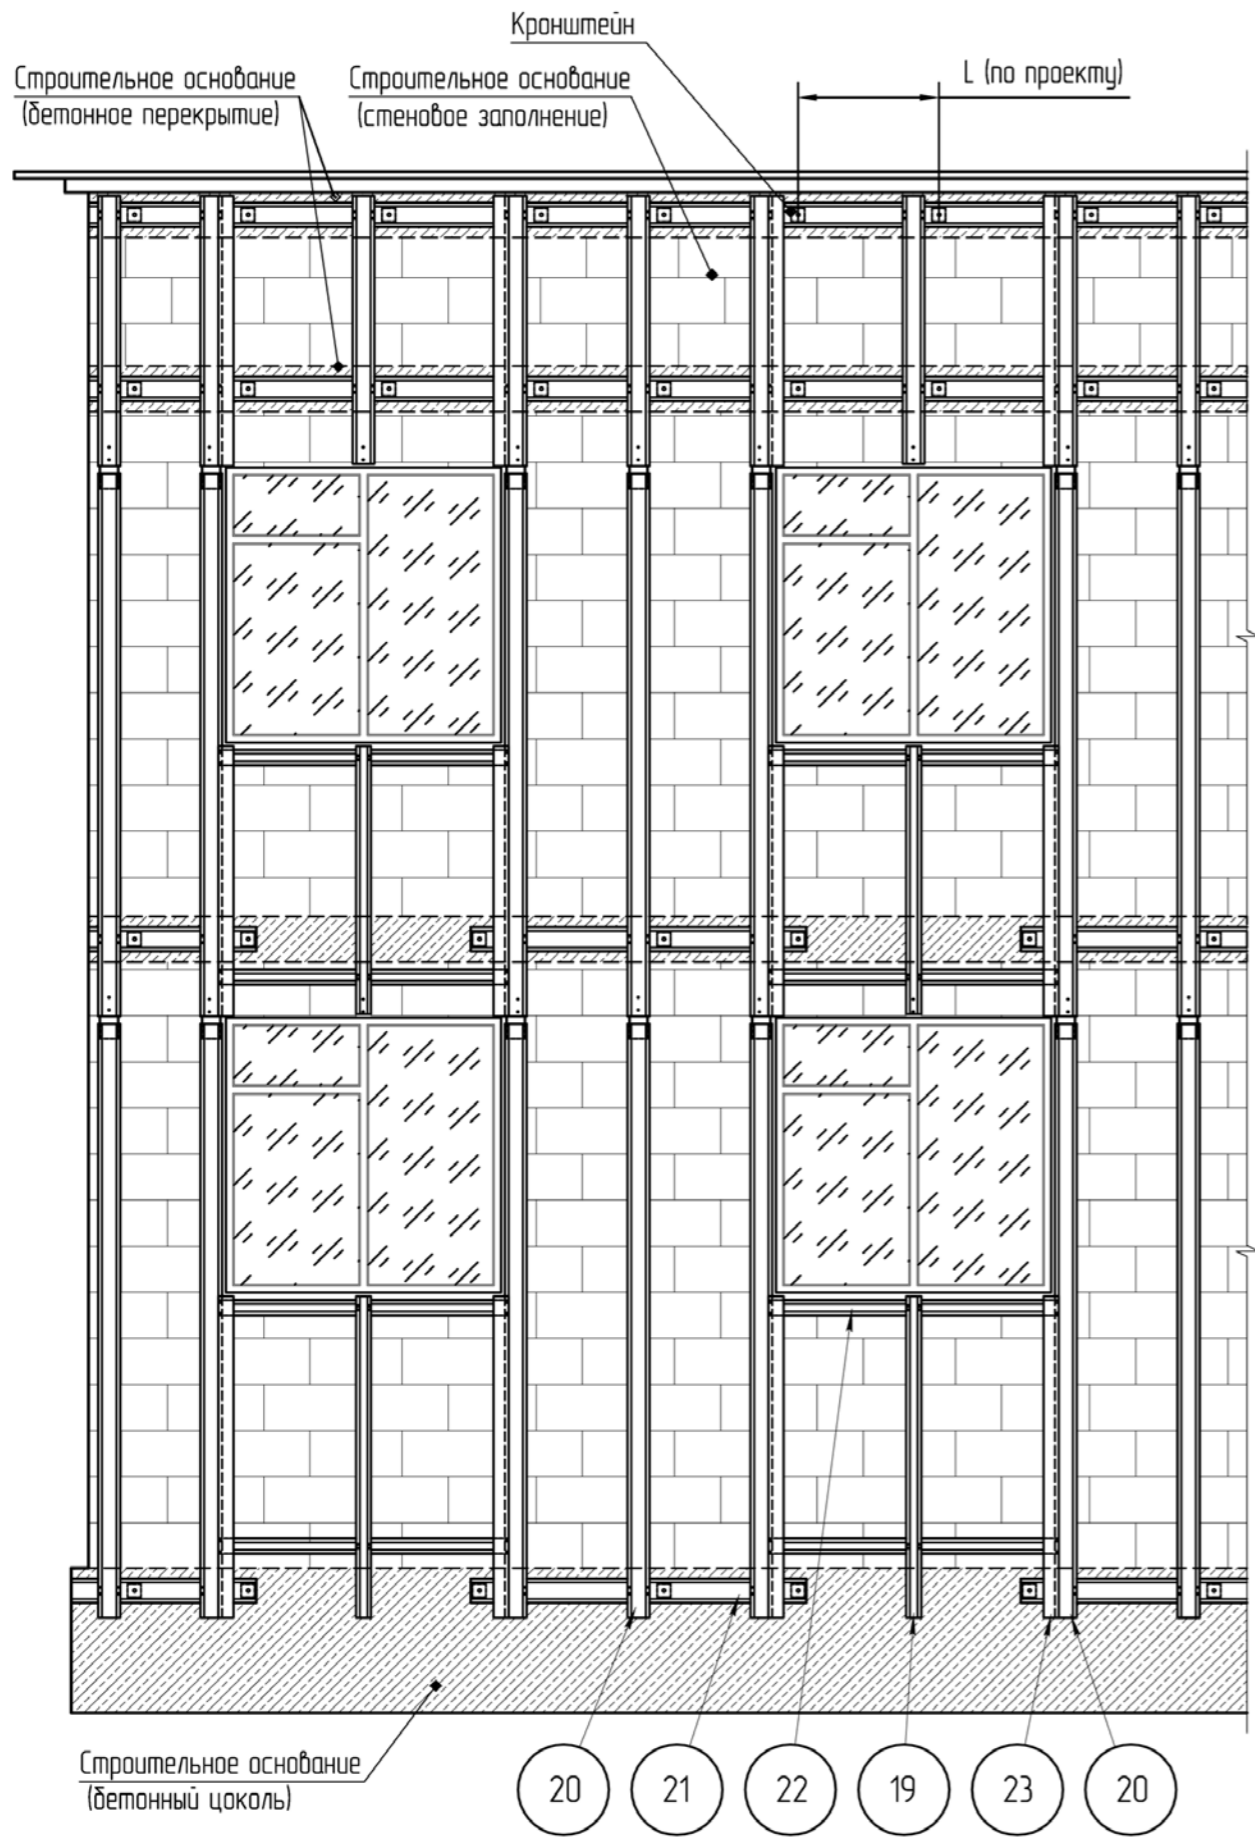 Кронштейн
Строительное основание
(бетонное перекрытие)
Строительное основание
(стеновое заполнение)
L (по проекту)
Строительное основание
(бетонный цоколь)
20
21
22
19
23
20